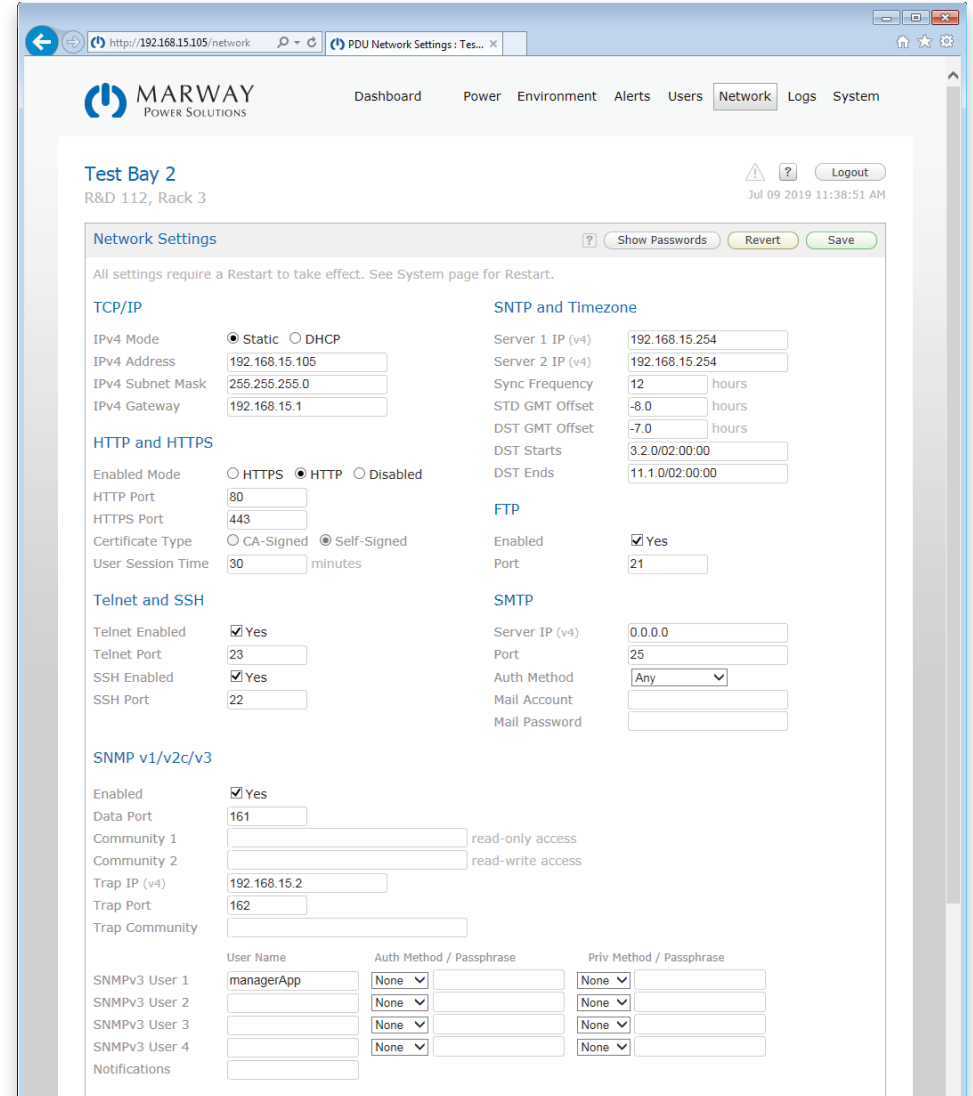 http://192.168.15.105/network
PDU Network Settings : Tes...
MARWAY
POWER SOLUTIONS
Dashboard Power Environment Alerts Users Network Logs System
Test Bay 2
? Logout
R&D 112, Rack 3
Jul 09 2019 11:38:51 AM
Network Settings
? Show Passwords Revert Save
All settings require a Restart to take effect. See System page for Restart.
TCP/IP
IPv4 Mode Static DHCP
IPv4 Address 192.168.15.105
IPv4 Subnet Mask 255.255.255.0
IPv4 Gateway 192.168.15.1
HTTP and HTTPS
Enabled Mode HTTPS HTTP Disabled
HTTP Port 80
HTTPS Port 443
Certificate Type CA-Signed Self-Signed
User Session Time 30 minutes
Telnet and SSH
Telnet Enabled Yes
Telnet Port 23
SSH Enabled Yes
SSH Port 22
SNTP and Timezone
Server 1 IP (v4) 192.168.15.254
Server 2 IP (v4) 192.168.15.254
Sync Frequency 12 hours
STD GMT Offset -8.0 hours
DST GMT Offset -7.0 hours
DST Starts 3.2.0/02:00:00
DST Ends 11.1.0/02:00:00
FTP
Enabled Yes
Port 21
SMTP
Server IP (v4) 0.0.0.0
Port 25
Auth Method Any
Mail Account
Mail Password
SNMP v1/v2c/v3
Enabled Yes
Data Port 161
Community 1 read-only access
Community 2 read-write access
Trap IP (v4) 192.168.15.2
Trap Port 162
Trap Community
User Name Auth Method / Passphrase Priv Method / Passphrase
SNMPv3 User 1 managerApp None None
SNMPv3 User 2 None None
SNMPv3 User 3 None None
SNMPv3 User 4 None None
Notifications